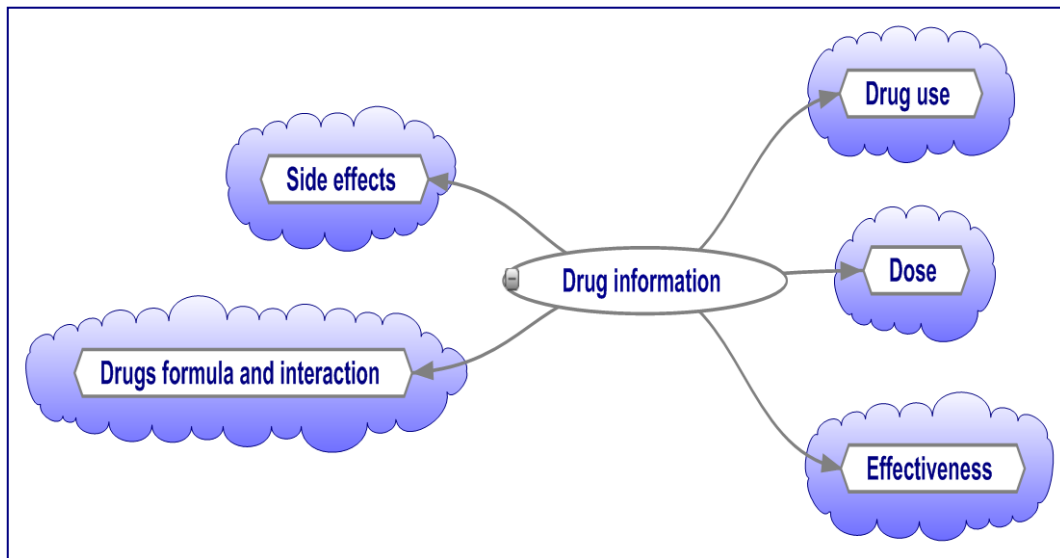 Drug use
Side effects
Dose
Drug information
Drugs formula and interaction
Effectiveness